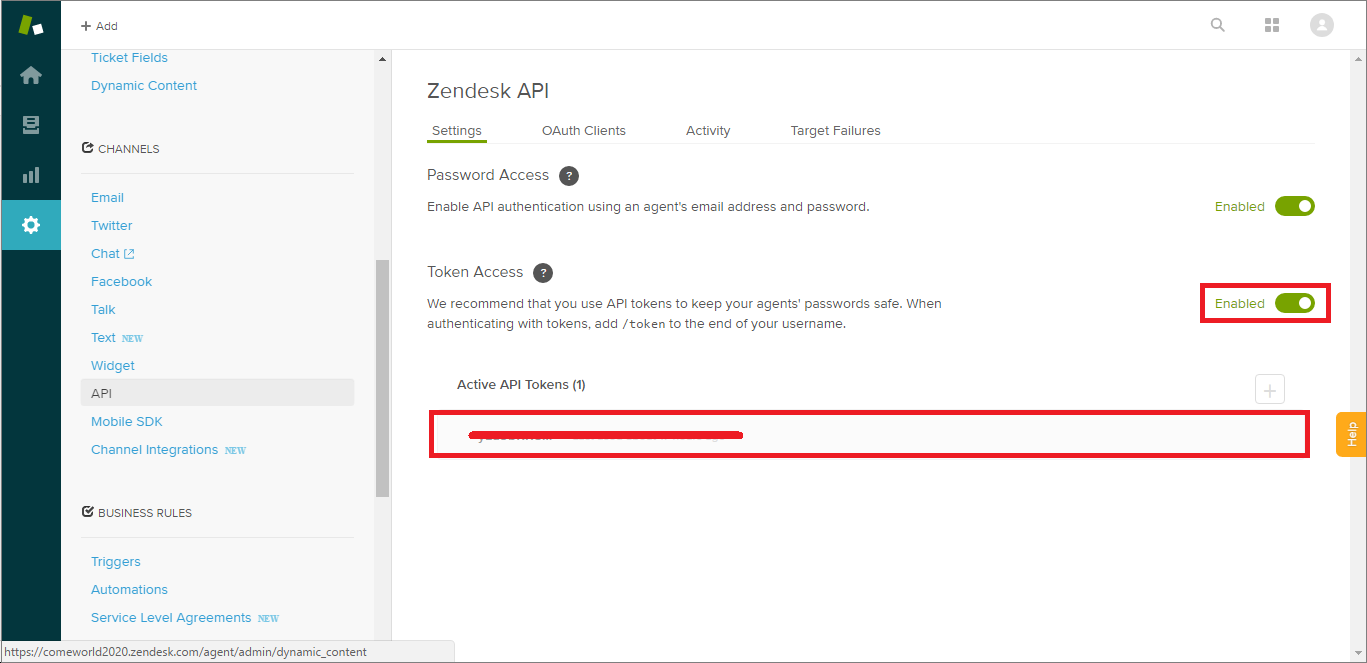 + Add
Ticket Fields
Dynamic Content
CHANNELS
Email
Twitter
Chat
Facebook
Talk
Text NEW
Widget
API
Mobile SDK
Channel Integrations NEW
BUSINESS RULES
Triggers
Automations
Service Level Agreements NEW
https://comeworld2020.zendesk.com/agent/admin/dynamic_content
Zendesk API
Settings OAuth Clients Activity Target Failures
Password Access ?
Enable API authentication using an agent's email address and password. Enabled
Token Access ?
We recommend that you use API tokens to keep your agents' passwords safe. When Enabled
authenticating with tokens, add /token to the end of your username.
Active API Tokens (1) +
Help